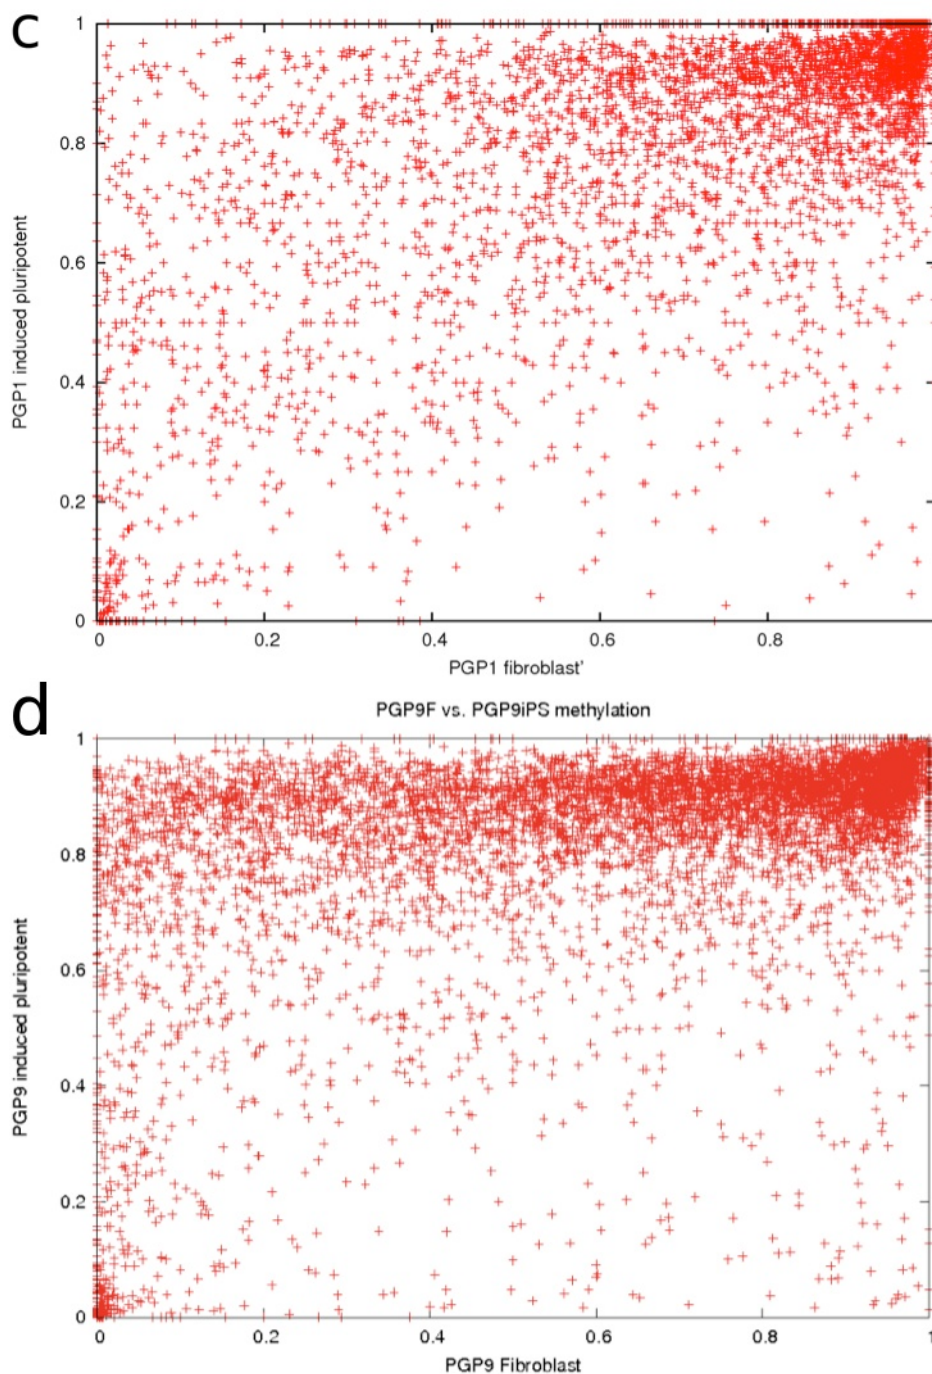 c
1
0.8
0.6
0.4
0.2
0
PGP1 induced pluripotent
0 0.2 0.4 0.6 0.8
PGP1 fibroblast'
d
PGP9F vs. PGP9iPS methylation
1
0.8
0.6
0.4
0.2
0
PGP9 induced pluripotent
0 0.2 0.4 0.6 0.8 1
PGP9 Fibroblast